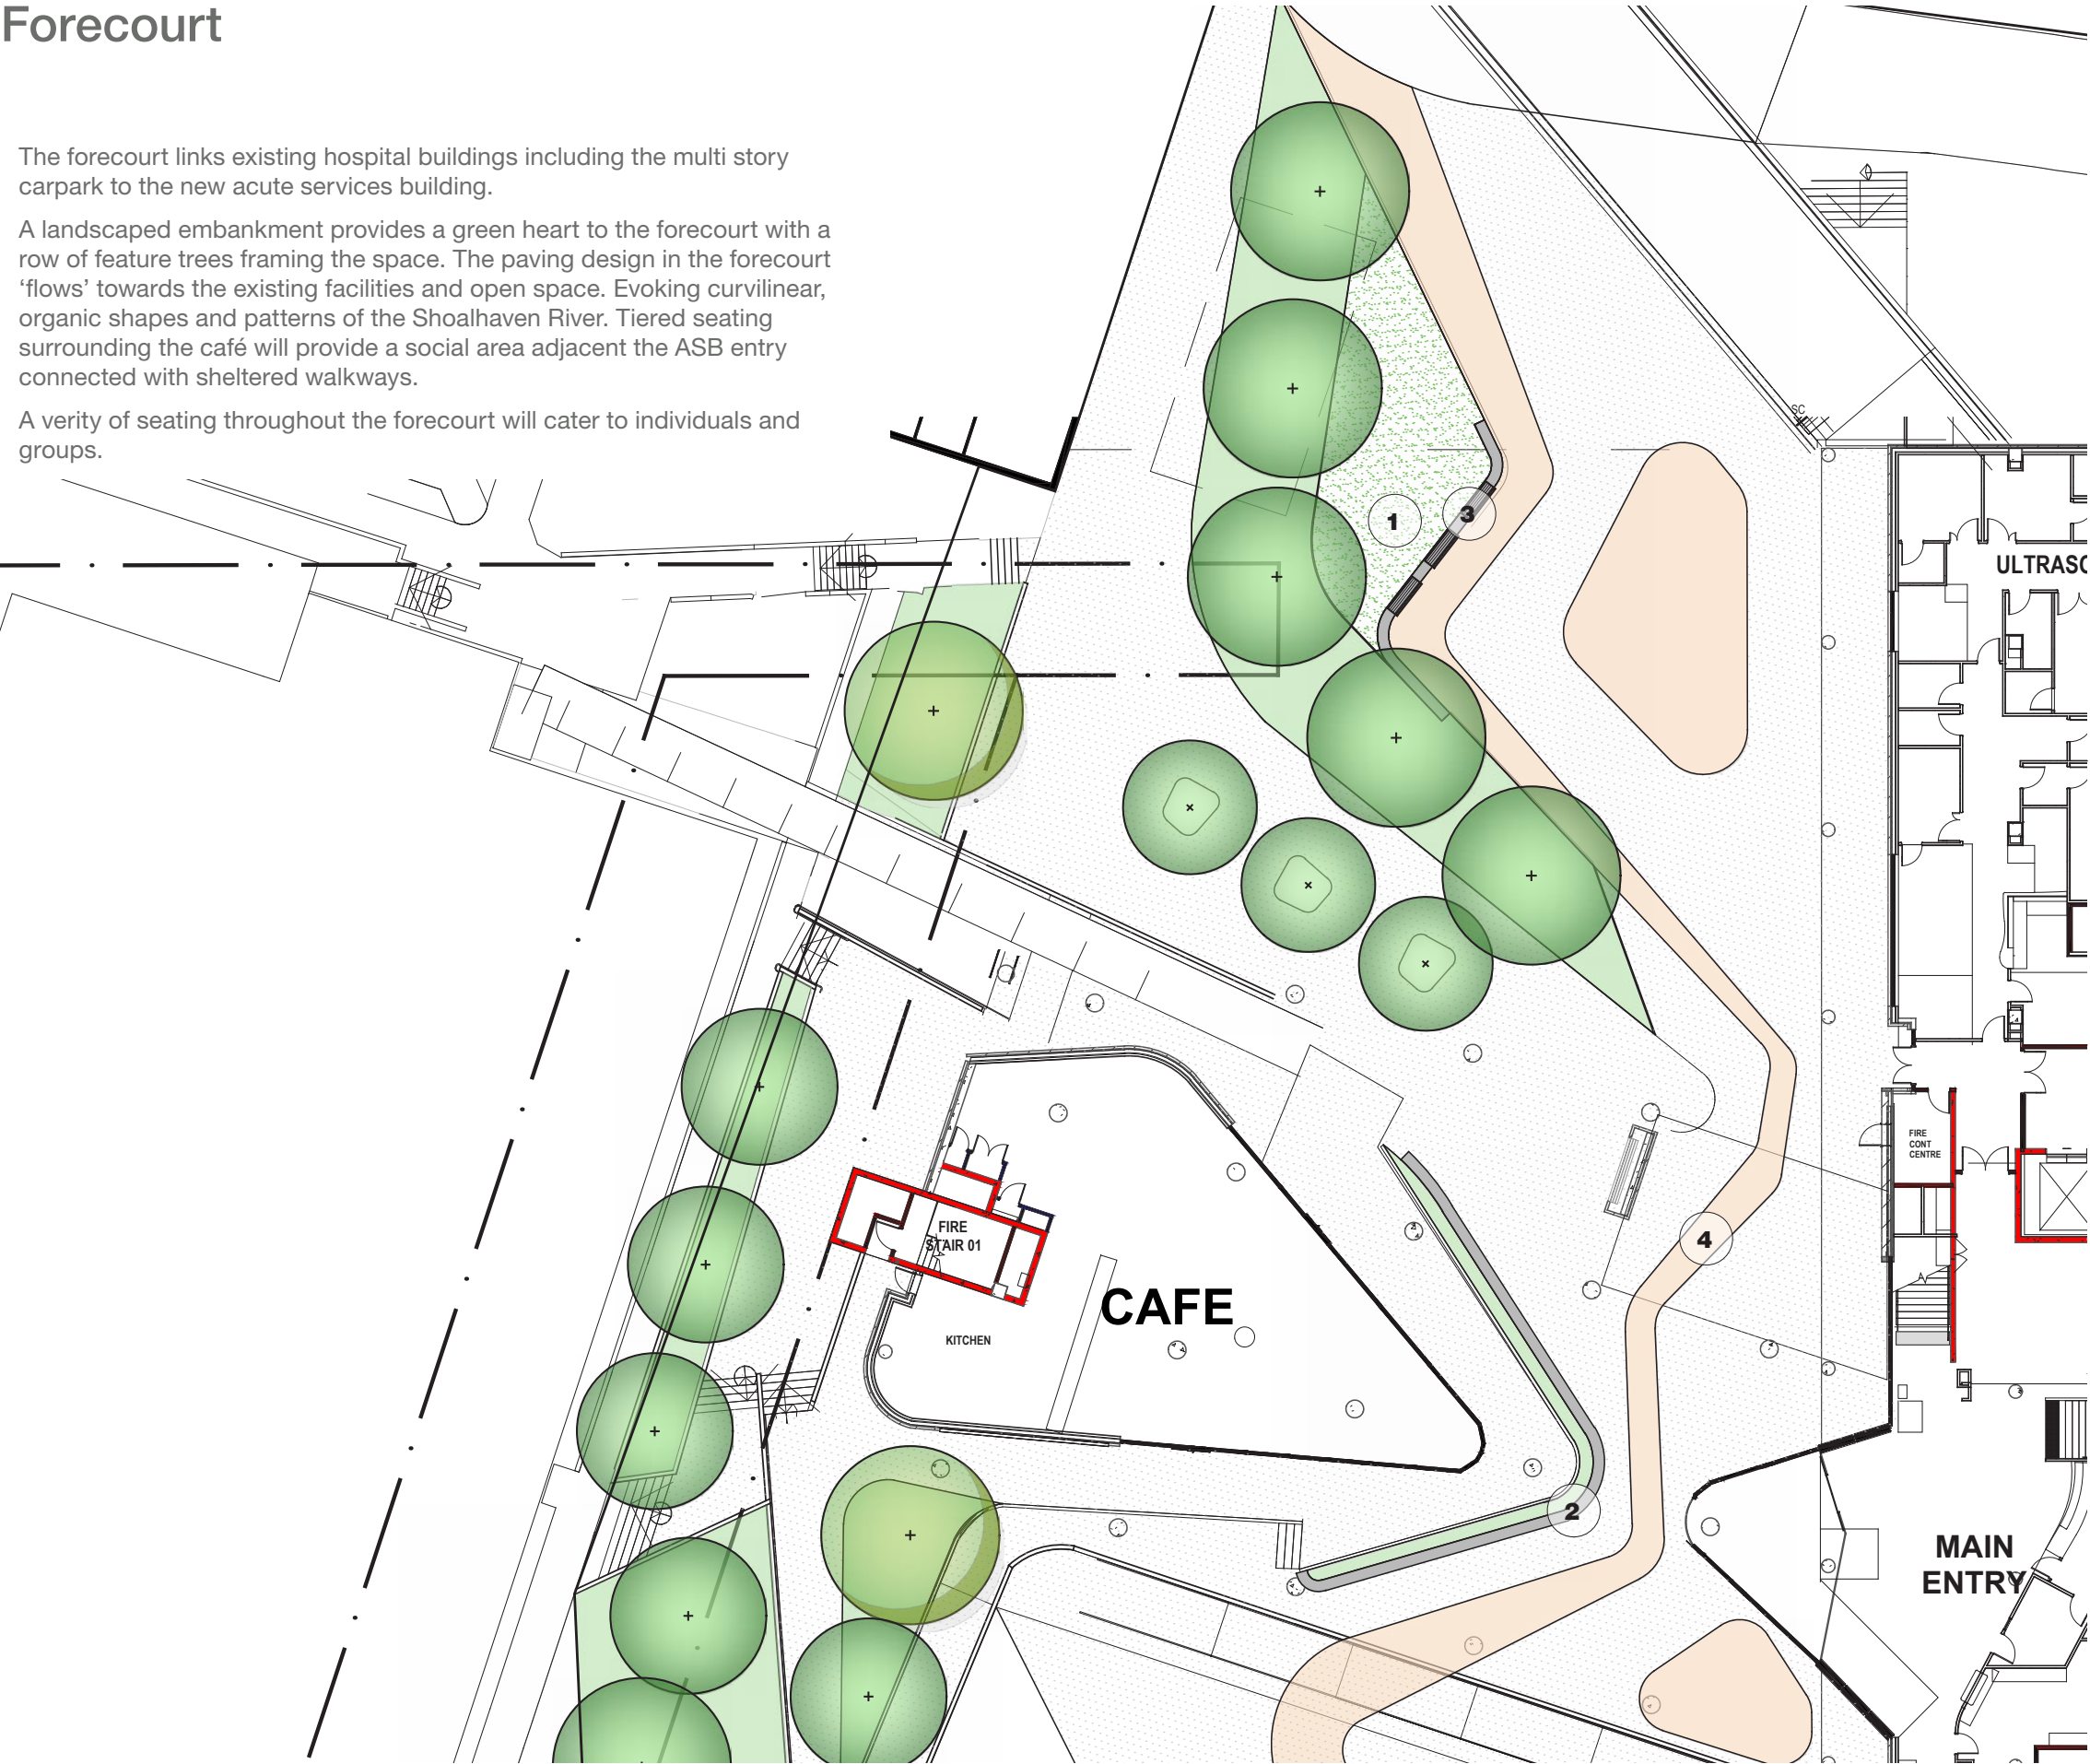 Forecourt
The forecourt links existing hospital buildings including the multi story
carpark to the new acute services building.
A landscaped embankment provides a green heart to the forecourt with a
row of feature trees framing the space. The paving design in the forecourt
‘flows’ towards the existing facilities and open space. Evoking curvilinear,
organic shapes and patterns of the Shoalhaven River. Tiered seating
surrounding the café will provide a social area adjacent the ASB entry
connected with sheltered walkways.
A verity of seating throughout the forecourt will cater to individuals and
groups.
SC
1
3
ULTRASC
FIRE
CONT
CENTRE
FIRE
STAIR 01
4
CAFE
KITCHEN
2
MAIN
ENTRY